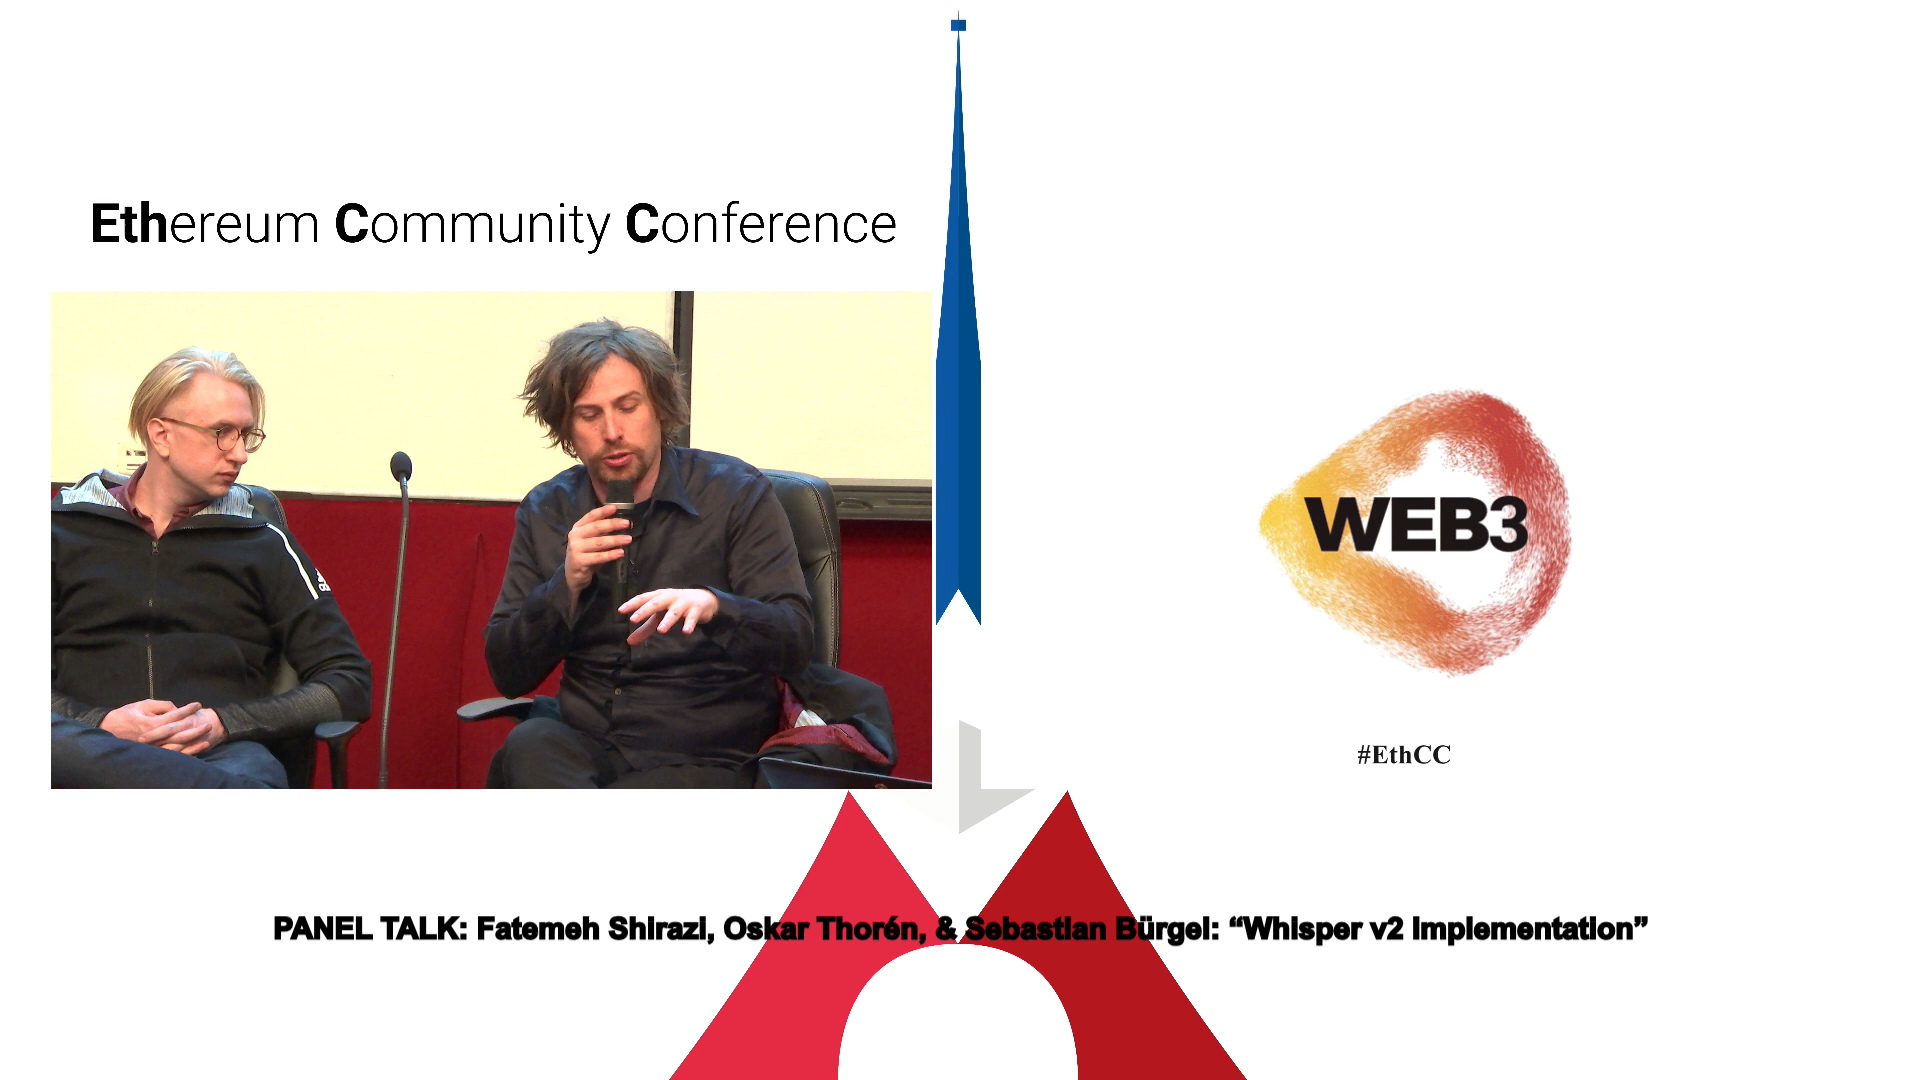 Ethereum Community Conference
WEB3
#EthCC
PANEL TALK: Fatemeh Shirazi, Oskar Thorén, & Sebastian Bürgel: “Whisper v2 Implementation”